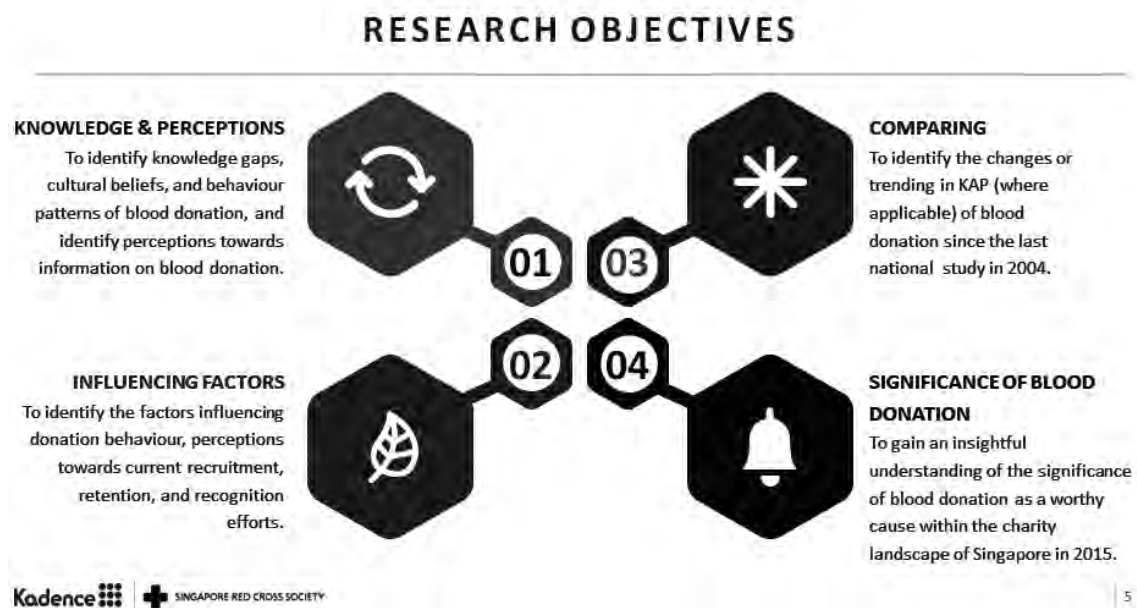 RESEARCH OBJECTIVES
KNOWLEDGE & PERCEPTIONS
To identify knowledge gaps,
cultural beliefs, and behaviour
patterns of blood donation, and
identify perceptions towards
information on blood donation.
01
INFLUENCING FACTORS
To identify the factors influencing
donation behaviour, perceptions
towards current recruitment,
retention, and recognition
efforts.
02
COMPARING
To identify the changes or
trending in KAP (where
applicable) of blood
donation since the last
national study in 2004.
03
SIGNIFICANCE OF BLOOD
DONATION
To gain an insightful
understanding of the significance
of blood donation as a worthy
cause within the charity
landscape of Singapore in 2015.
04
Kadence
SINGAPORE RED CROSS SOCIETY
5